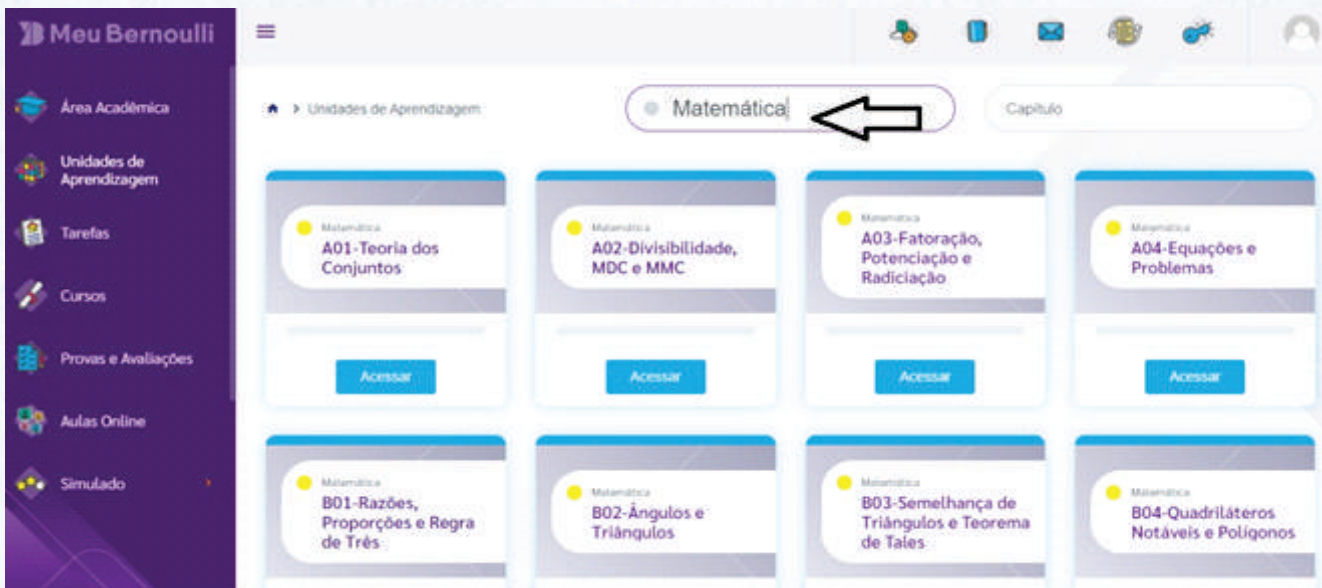 Meu Bernoulli
Área Acadêmica
Unidades de
Aprendizagem
Tarefas
Cursos
Provas e Avaliações
Aulas Online
Simulado
> Unidades de Aprendizagem
Matemática
Capítulo
Matemática
A01-Teoria dos
Conjuntos
Acessar
Matemática
A02-Divisibilidade,
MDC e MMC
Acessar
Matemática
A03-Fatoração,
Potenciação e
Radiciação
Acessar
Matemática
A04-Equações e
Problemas
Acessar
Matemática
B01-Razões,
Proporções e Regra
de Três
Matemática
B02-Ângulos e
Triângulos
Matemática
B03-Semelhança de
Triângulos e Teorema
de Tales
Matemática
B04-Quadriláteros
Notáveis e Polígonos